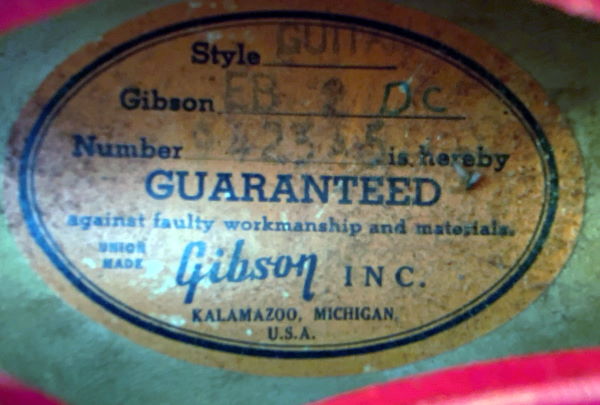 Style GUITAR
Gibson EB 2 DC
Number is hereby
GUARANTEED
against faulty workmanship and materials.
UNION
MADE
Gibson INC.
KALAMAZOO, MICHIGAN,
U.S.A.